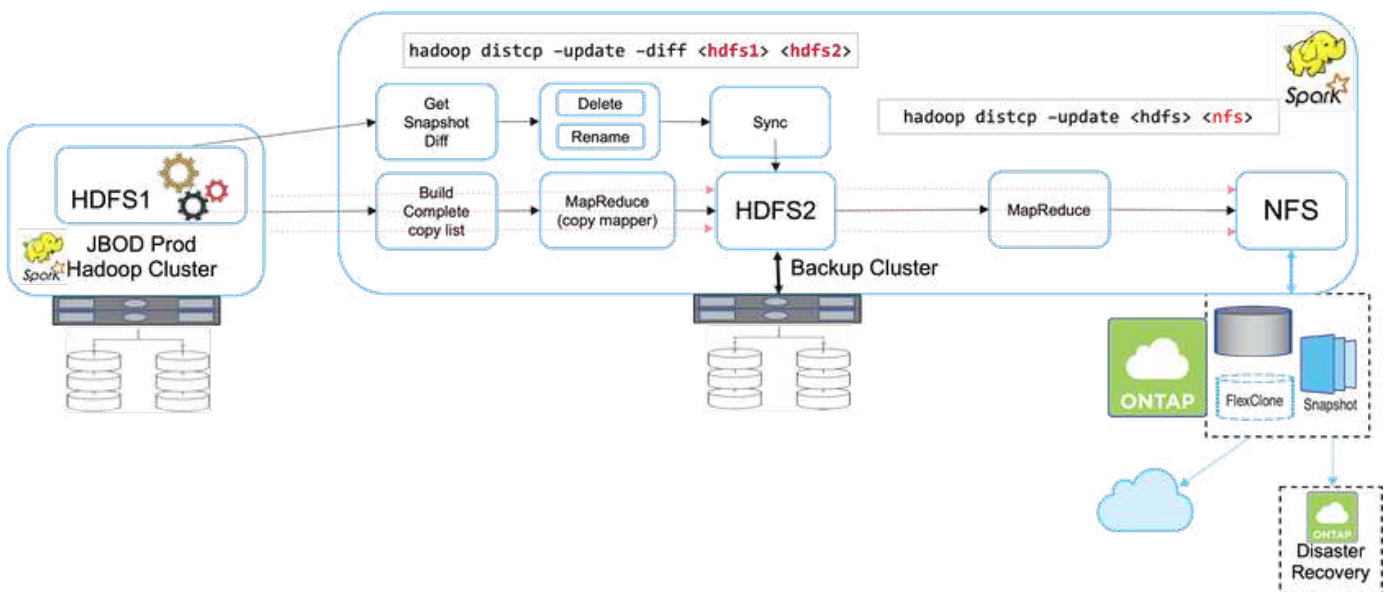 hadoop distcp –update –diff <hdfs1> <hdfs2>
Spark
hadoop distcp –update <hdfs> <nfs>
Get
Snapshot
Diff
Delete
Rename
Sync
HDFS1
JBOD Prod
Hadoop Cluster
Spark
Build
Complete
copy list
MapReduce
(copy mapper)
HDFS2
MapReduce
NFS
Backup Cluster
ONTAP
FlexClone
Snapshot
ONTAP
Disaster
Recovery